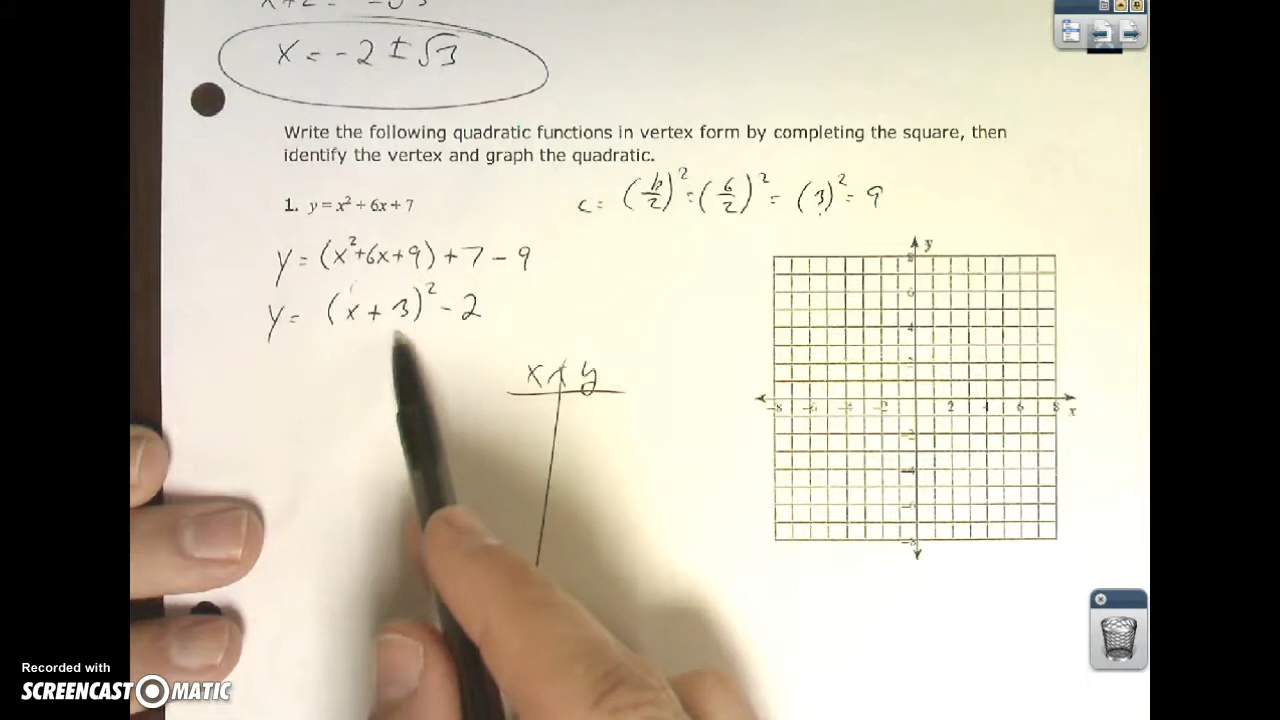 x = -2 ± √3
Write the following quadratic functions in vertex form by completing the square, then
identify the vertex and graph the quadratic.
c = (b/2)² = (6/2)² = (3)² = 9
1. y = x² + 6x + 7
y = (x² + 6x + 9) + 7 - 9
y = (x + 3)² - 2
x y
y
8
6
4
2
-8 -6 -4 -2 2 4 6 8 x
-2
-4
-6
-8
Recorded with
SCREENCAST O MATIC